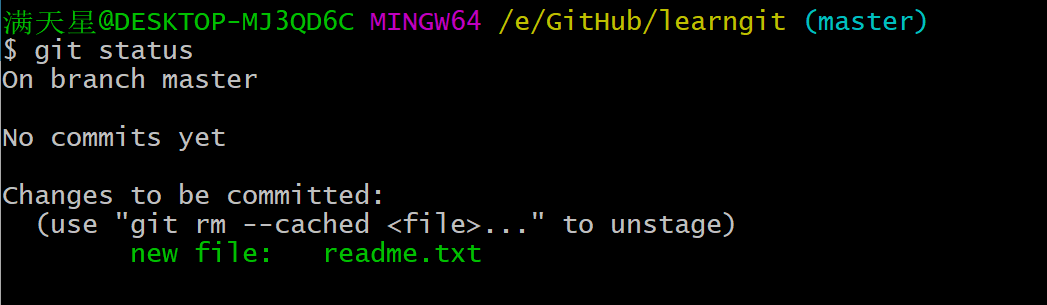 满天星@DESKTOP-MJ3QD6C MINGW64 /e/GitHub/learngit (master)
$ git status
On branch master
No commits yet
Changes to be committed:
(use "git rm --cached <file>..." to unstage)
new file: readme.txt